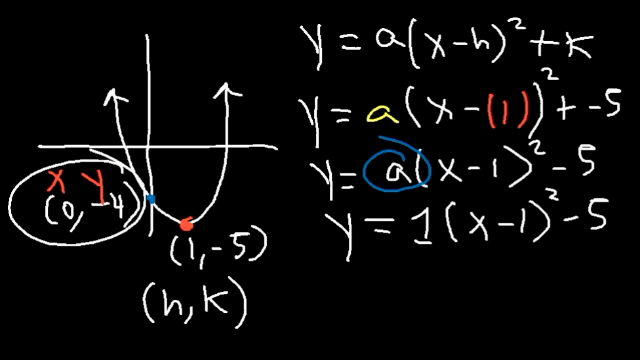 y = a(x-h)² + k
y = a(x-(1))² + -5
y = a(x-1)² - 5
y = 1(x-1)² - 5
x y
(0, -4)
(1, -5)
(h, k)